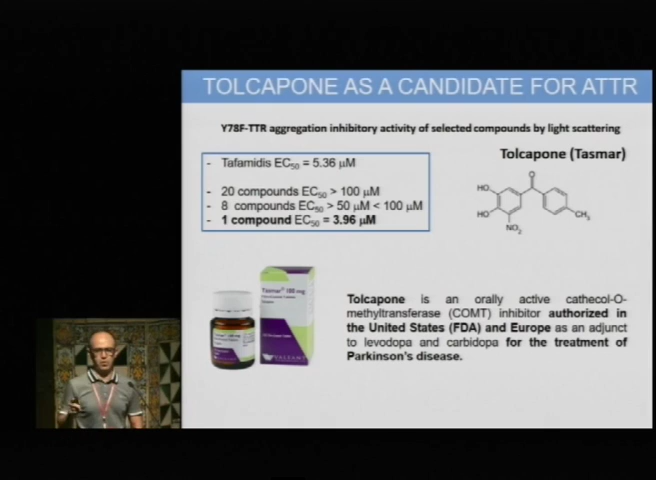 TOLCAPONE AS A CANDIDATE FOR ATTR
Y78F-TTR aggregation inhibitory activity of selected compounds by light scattering
- Tafamidis EC50 = 5.36 µM
- 20 compounds EC50 > 100 µM
- 8 compounds EC50 > 50 µM < 100 µM
- 1 compound EC50 = 3.96 µM
Tolcapone (Tasmar)
O
HO
HO
NO2
CH3
Tasmar® 100 mg
VALEANT
Tolcapone is an orally active cathecol-O-
methyltransferase (COMT) inhibitor authorized in
the United States (FDA) and Europe as an adjunct
to levodopa and carbidopa for the treatment of
Parkinson's disease.